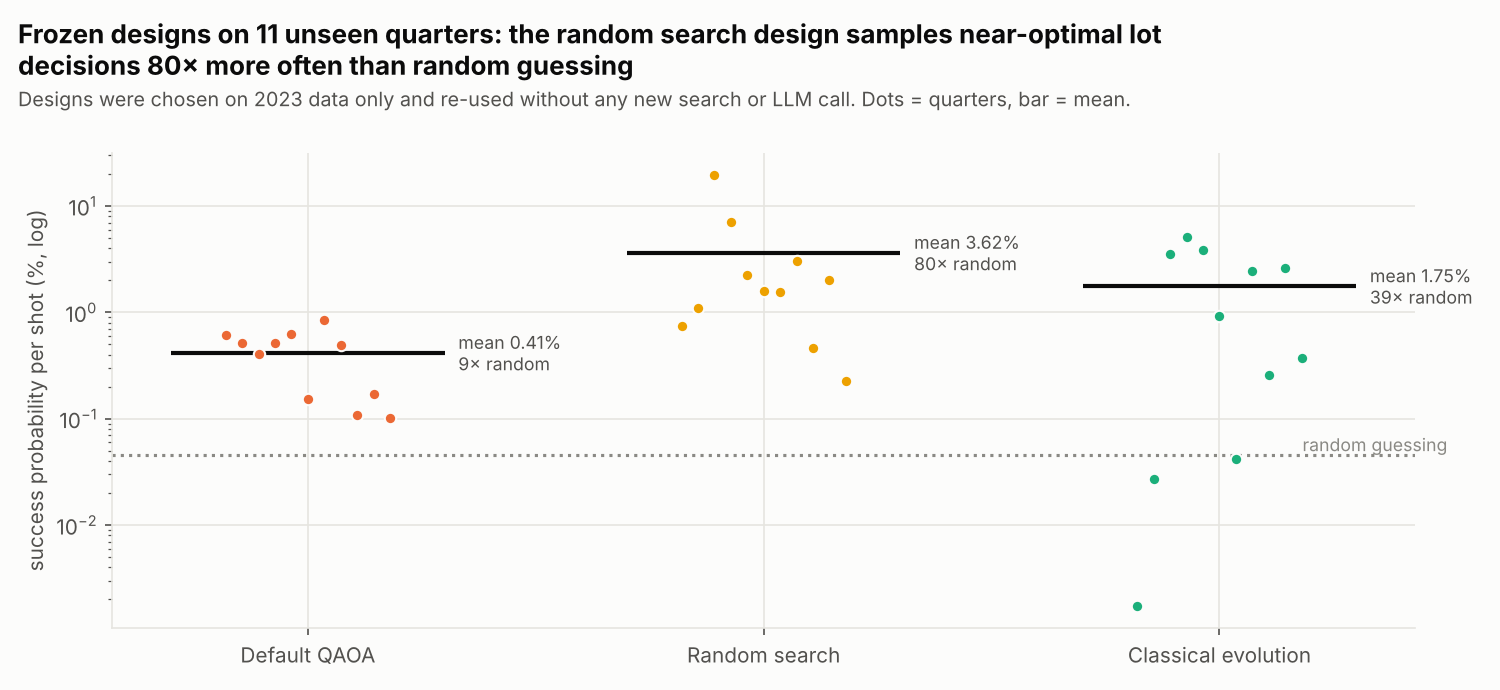 Frozen designs on 11 unseen quarters: the random search design samples near-optimal lot
decisions 80× more often than random guessing
Designs were chosen on 2023 data only and re-used without any new search or LLM call. Dots = quarters, bar = mean.
success probability per shot (%, log)
10¹
10⁰
10⁻¹
10⁻²
mean 0.41%
9× random
mean 3.62%
80× random
mean 1.75%
39× random
random guessing
Default QAOA
Random search
Classical evolution